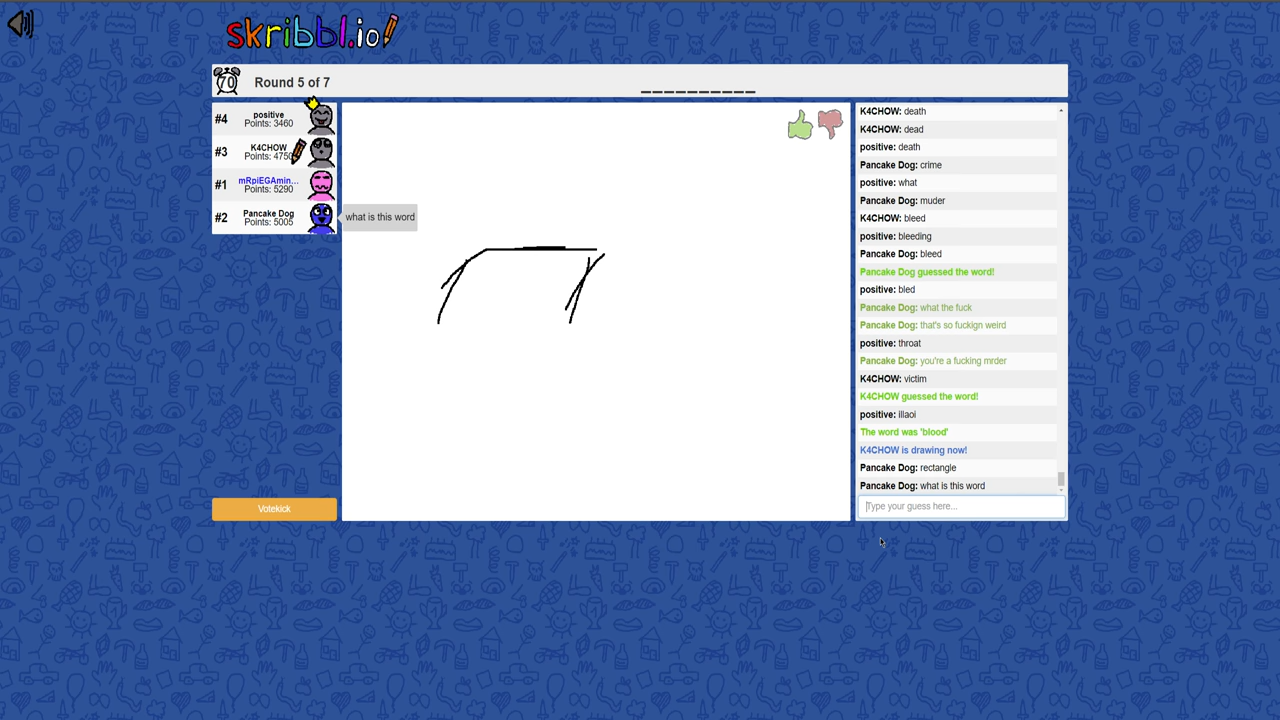 skribbl.io
70
Round 5 of 7
__________
#4
positive
Points: 3460
#3
K4CHOW
Points: 4750
#1
mRpiEGAmin...
Points: 5290
#2
Pancake Dog
Points: 5005
what is this word
Votekick
K4CHOW: death
K4CHOW: dead
positive: death
Pancake Dog: crime
positive: what
Pancake Dog: muder
K4CHOW: bleed
positive: bleeding
Pancake Dog: bleed
Pancake Dog guessed the word!
positive: bled
Pancake Dog: what the fuck
Pancake Dog: that's so fuckign weird
positive: throat
Pancake Dog: you're a fucking mrder
K4CHOW: victim
K4CHOW guessed the word!
positive: illaoi
The word was 'blood'
K4CHOW is drawing now!
Pancake Dog: rectangle
Pancake Dog: what is this word
Type your guess here...